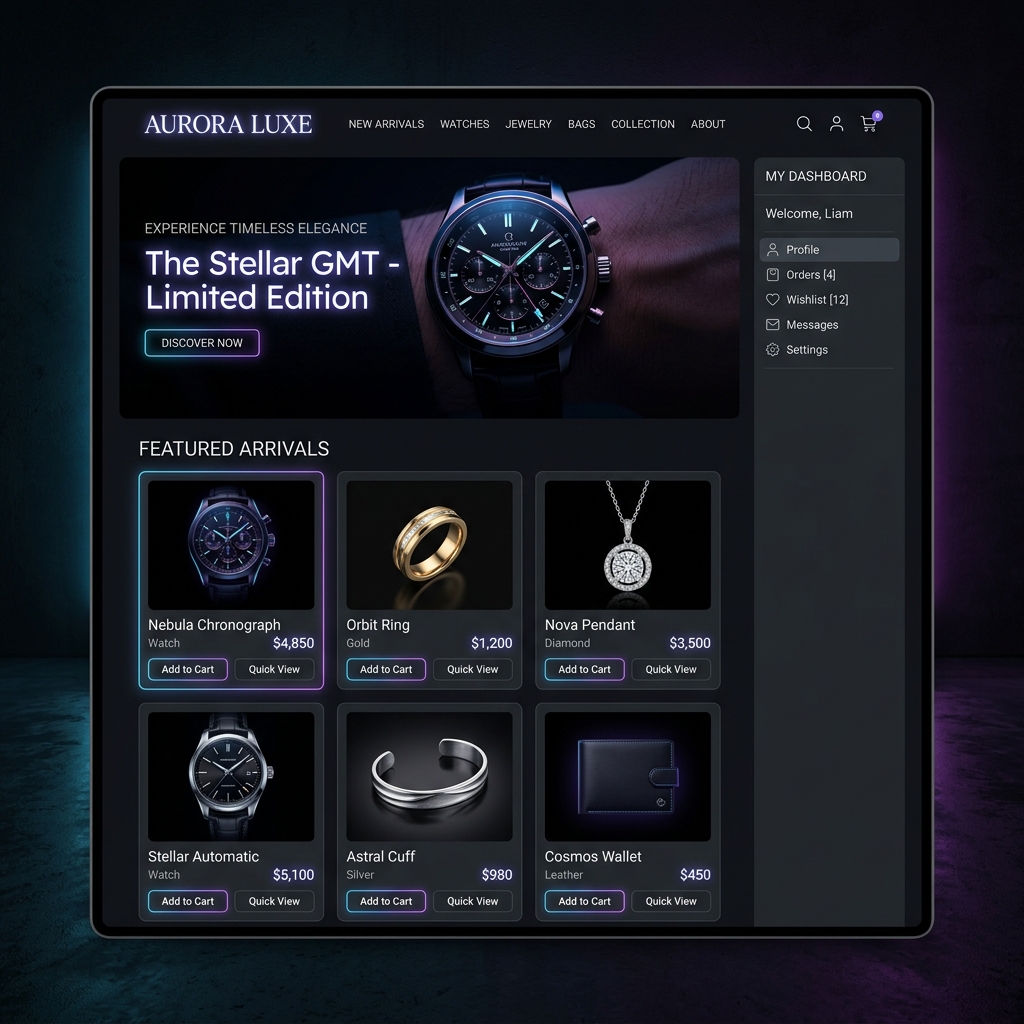 AURORA LUXE
NEW ARRIVALS WATCHES JEWELRY BAGS COLLECTION ABOUT
EXPERIENCE TIMELESS ELEGANCE
The Stellar GMT -
Limited Edition
DISCOVER NOW
MY DASHBOARD
Welcome, Liam
Profile
Orders [4]
Wishlist [12]
Messages
Settings
FEATURED ARRIVALS
Nebula Chronograph
Watch $4,850
Add to Cart Quick View
Orbit Ring
Gold $1,200
Add to Cart Quick View
Nova Pendant
Diamond $3,500
Add to Cart Quick View
Stellar Automatic
Watch $5,100
Add to Cart Quick View
Astral Cuff
Silver $980
Add to Cart Quick View
Cosmos Wallet
Leather $450
Add to Cart Quick View